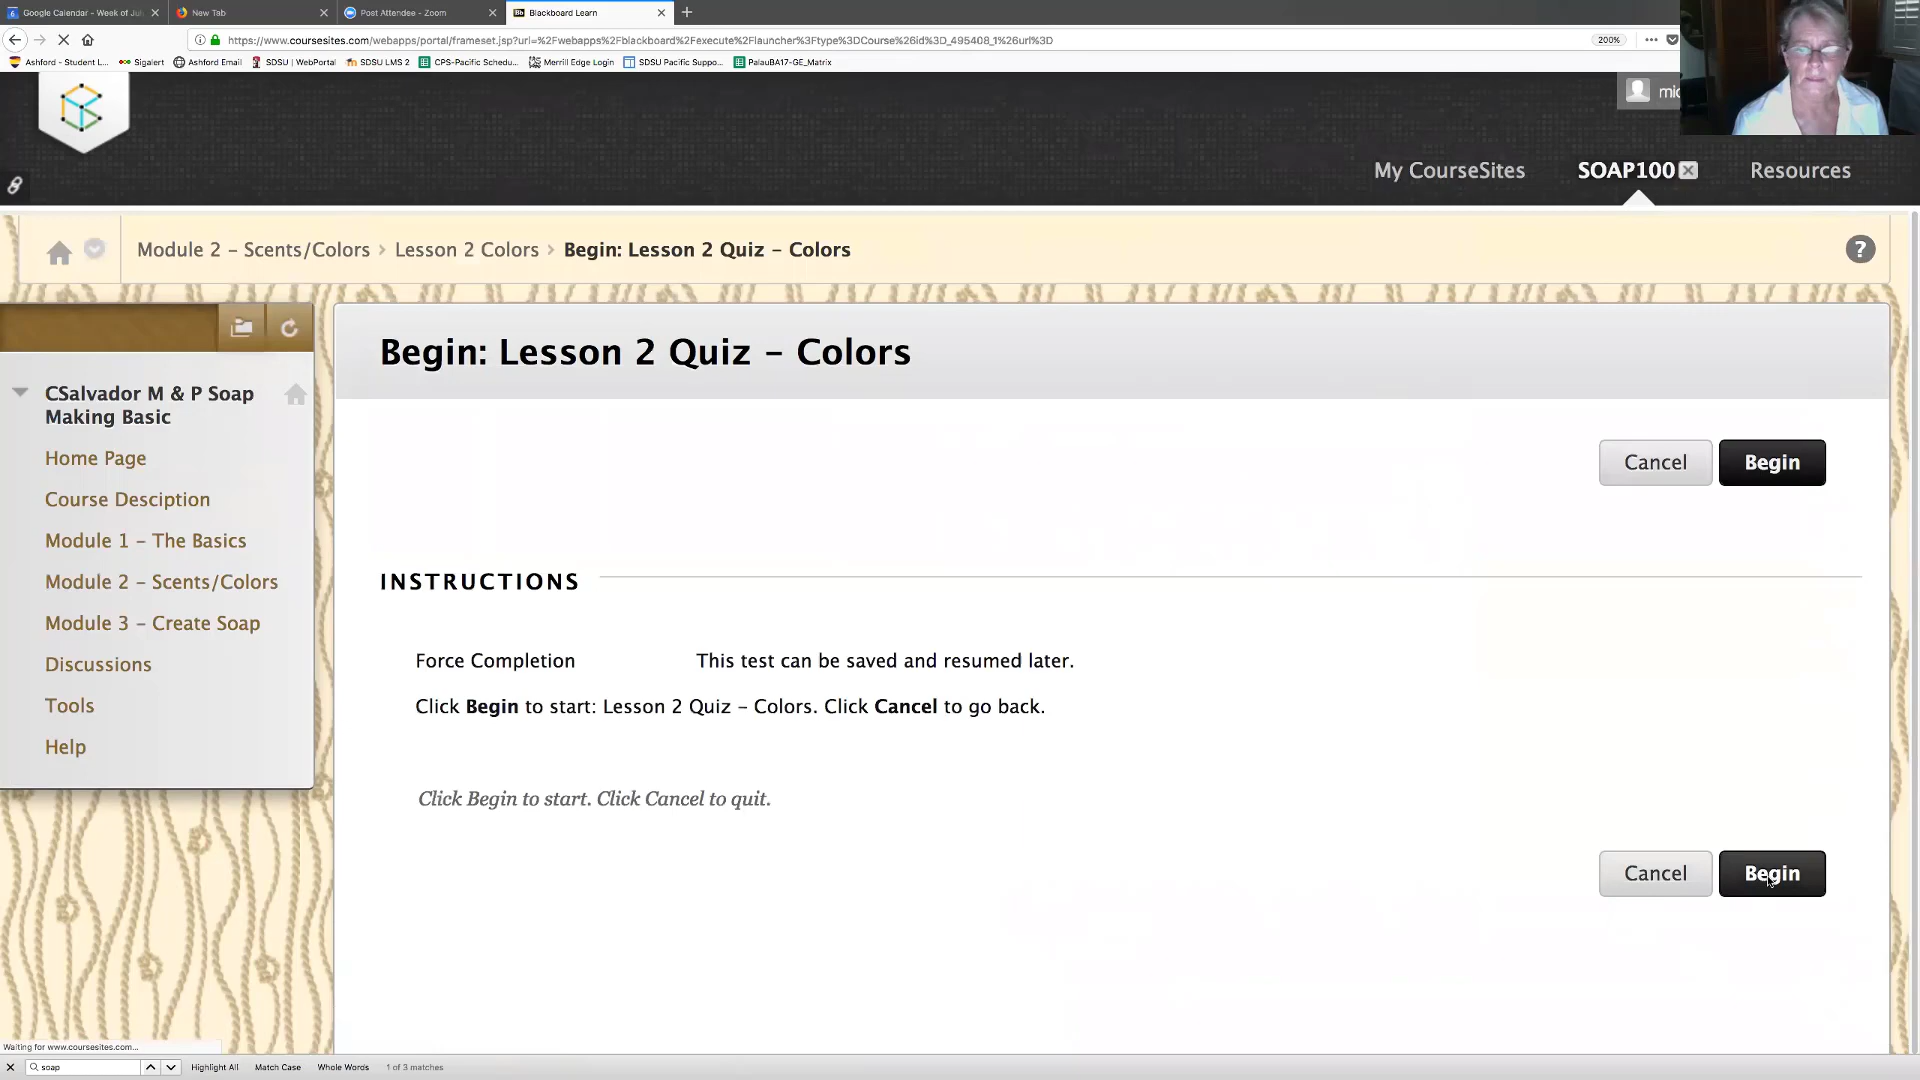 Google Calendar - Week of Jul
New Tab
Post Attendee - Zoom
Blackboard Learn
https://www.coursesites.com/webapps/portal/frameset.jsp?url=%2Fwebapps%2Fblackboard%2Fexecute%2Flauncher%3Ftype%3DCourse%26id%3D_495408_1%26url%3D
200%
Ashford - Student L...
Sigalert
Ashford Email
SDSU | WebPortal
SDSU LMS 2
CPS-Pacific Schedu...
Merrill Edge Login
SDSU Pacific Suppo...
PalauBA17-GE_Matrix
My CourseSites
SOAP100
Resources
Module 2 - Scents/Colors > Lesson 2 Colors > Begin: Lesson 2 Quiz - Colors
?
Begin: Lesson 2 Quiz - Colors
CSalvador M & P Soap
Making Basic
Home Page
Course Desciption
Module 1 - The Basics
Module 2 - Scents/Colors
Module 3 - Create Soap
Discussions
Tools
Help
Cancel
Begin
INSTRUCTIONS
Force Completion This test can be saved and resumed later.
Click Begin to start: Lesson 2 Quiz - Colors. Click Cancel to go back.
Click Begin to start. Click Cancel to quit.
Cancel
Begin
Waiting for www.coursesites.com...
soap
Highlight All
Match Case
Whole Words
1 of 3 matches